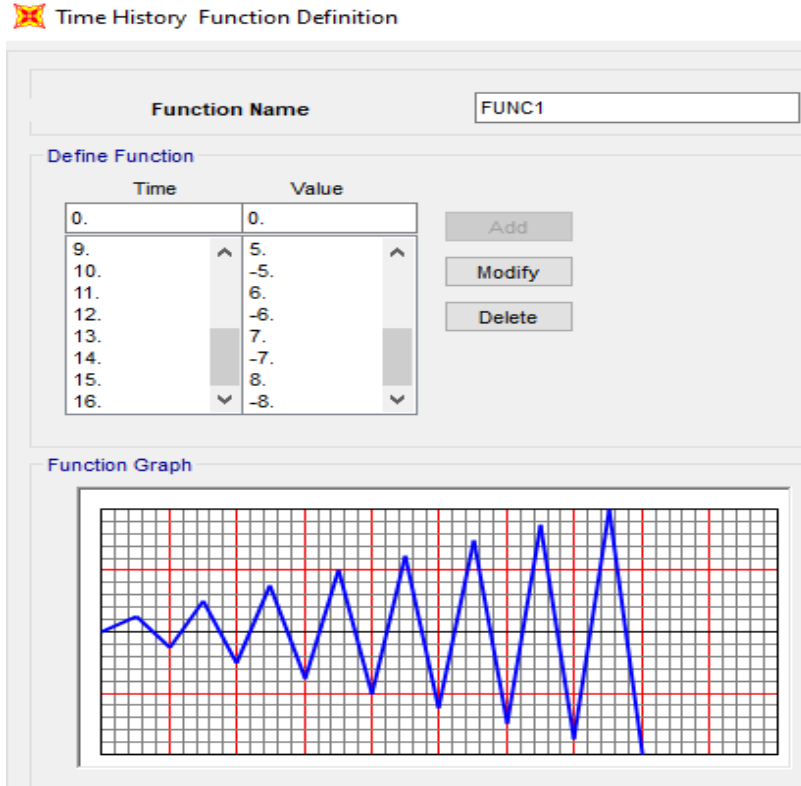 Time History Function Definition
Function Name FUNC1
Define Function
Time Value
0. 0.
Add
9. 5.
10. -5.
Modify
11. 6.
12. -6.
Delete
13. 7.
14. -7.
15. 8.
16. -8.
Function Graph